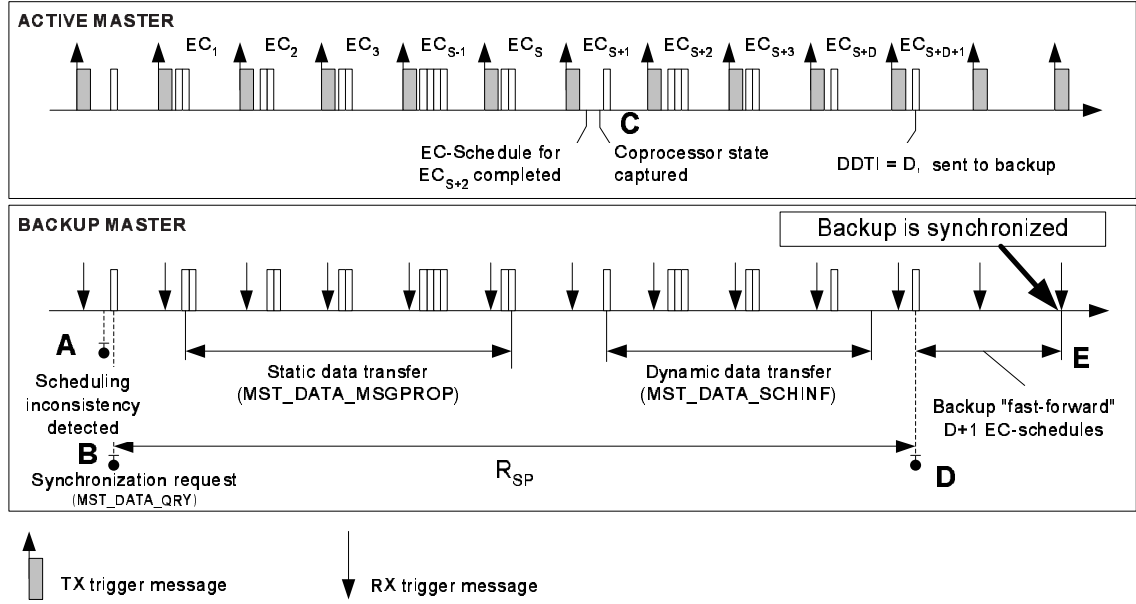 ACTIVE MASTER
EC1 EC2 EC3 ECS-1 ECS ECS+1 ECS+2 ECS+3 ECS+D ECS+D+1
C
EC-Schedule for
ECS+2 completed
Coprocessor state
captured
DDTI = D, sent to backup
BACKUP MASTER
Backup is synchronized
A
Scheduling
inconsistency
detected
Static data transfer
(MST_DATA_MSGPROP)
Dynamic data transfer
(MST_DATA_SCHINF)
E
Backup "fast-forward"
D+1 EC-schedules
B
Synchronization request
(MST_DATA_QRY)
RSP
D
TX trigger message
RX trigger message